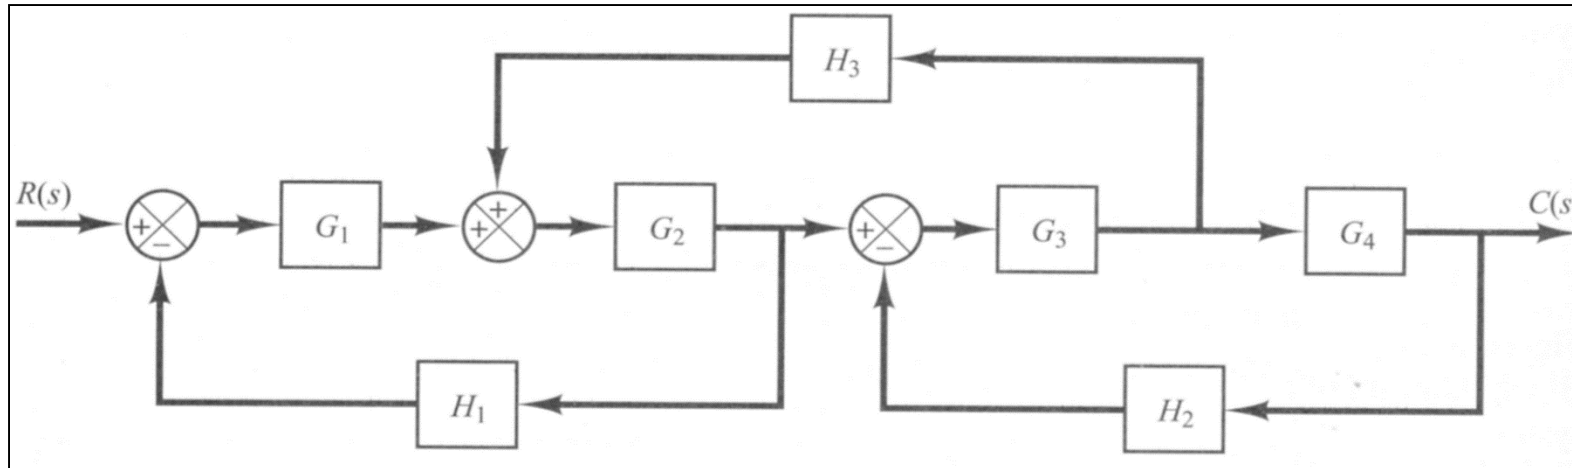 H₃
R(s)
+
−
G₁
+
+
G₂
+
−
G₃
G₄
C(s
H₁
H₂